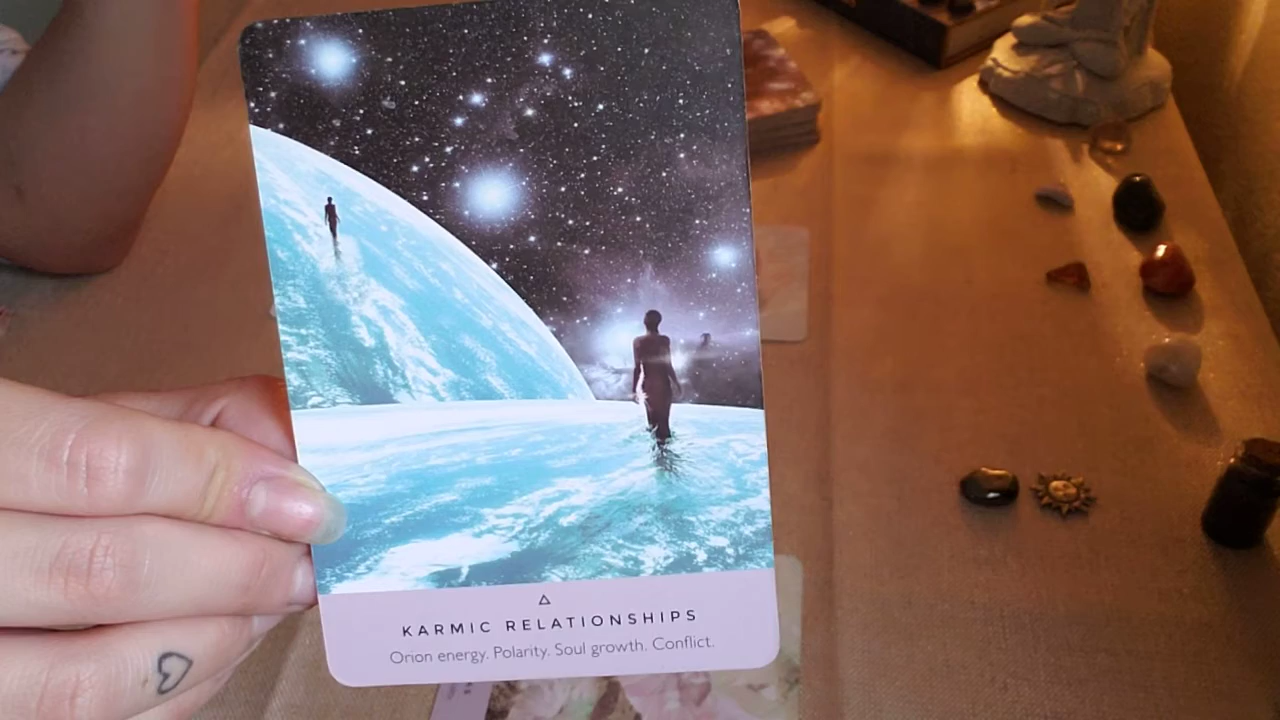 KARMIC RELATIONSHIPS
Orion energy. Polarity. Soul growth. Conflict.